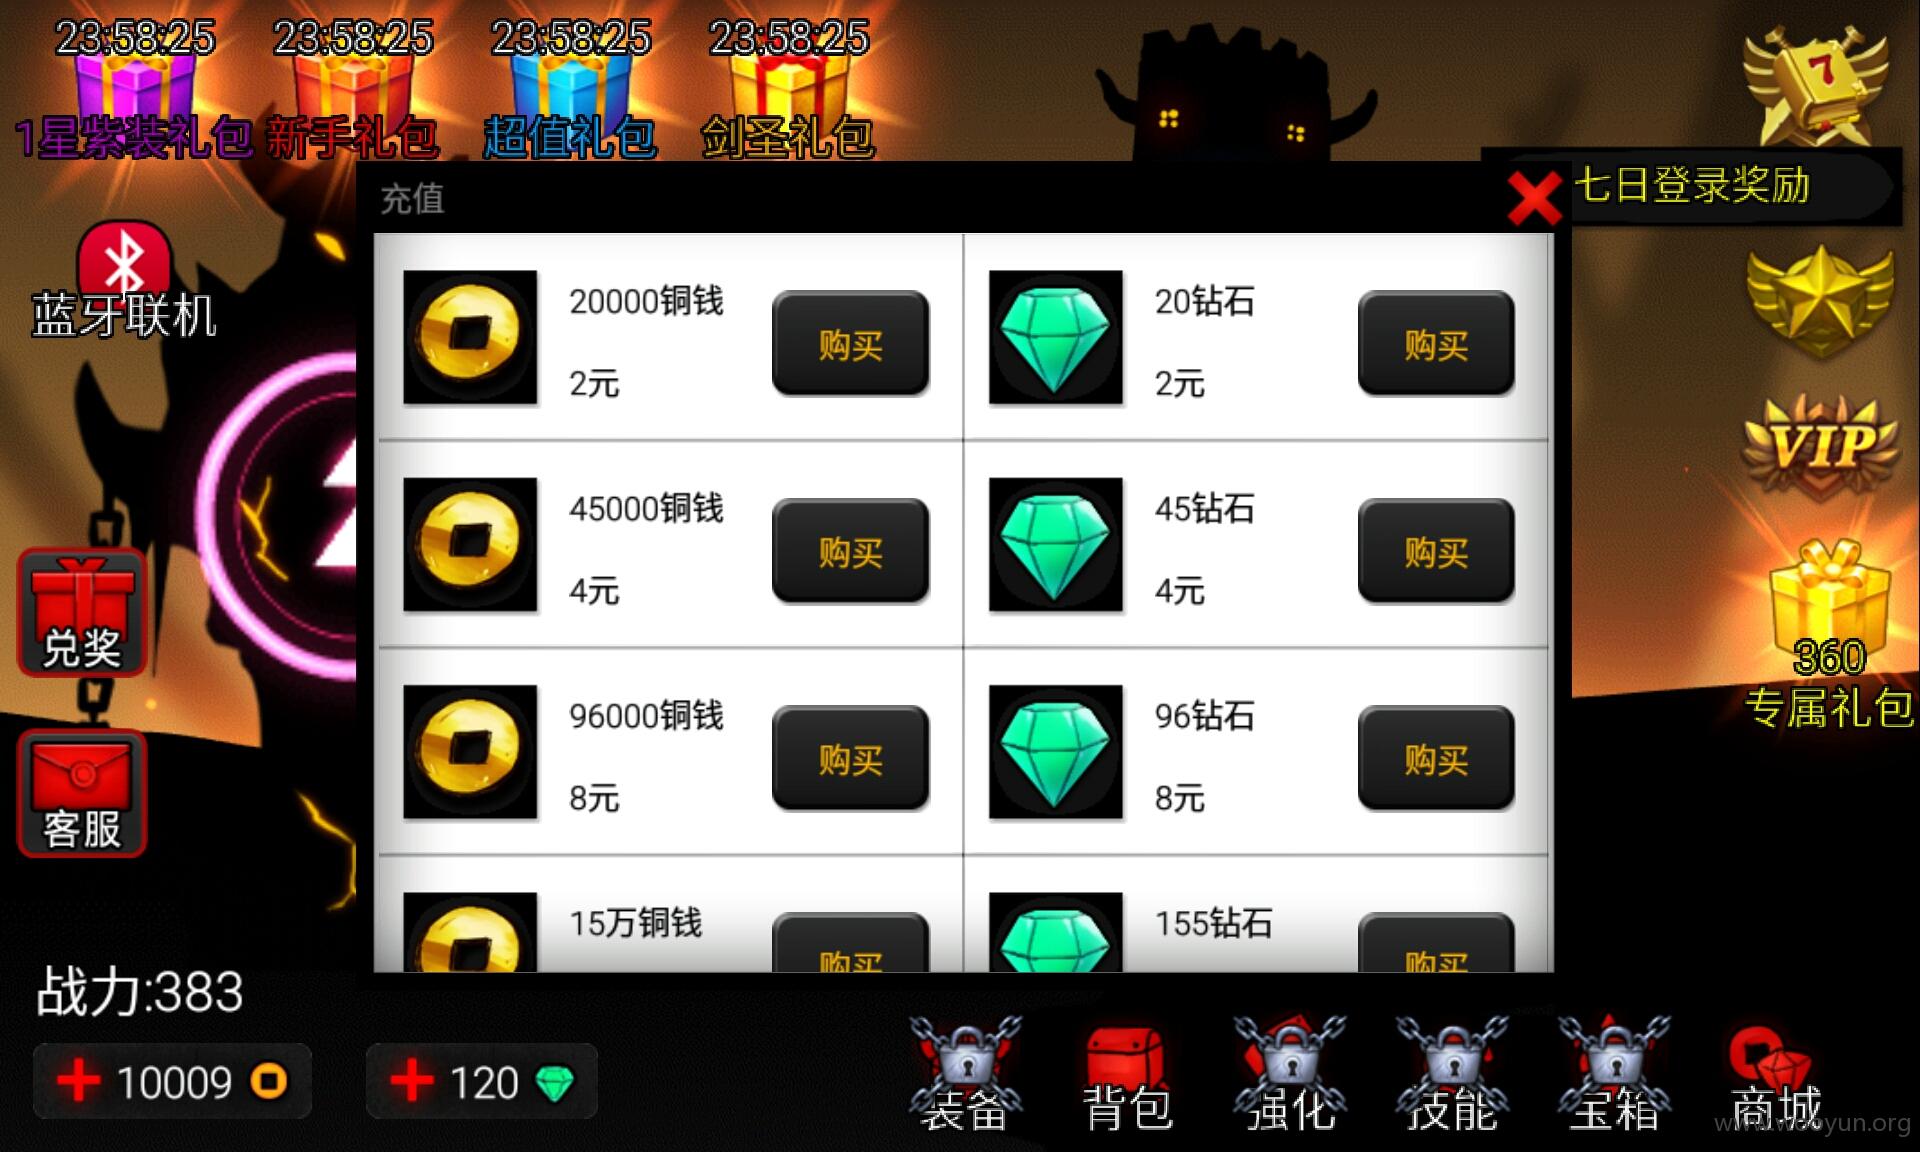 23:58:25 23:58:25 23:58:25 23:58:25
1星紫装礼包 新手礼包 超值礼包 剑圣礼包
7
七日登录奖励
充值
蓝牙联机
VIP
360
专属礼包
兑奖
客服
20000铜钱
2元
购买
20钻石
2元
购买
45000铜钱
4元
购买
45钻石
4元
购买
96000铜钱
8元
购买
96钻石
8元
购买
15万铜钱
购买
155钻石
购买
战力:383
10009
120
装备 背包 强化 技能 宝箱 商城
www.wooyun.org